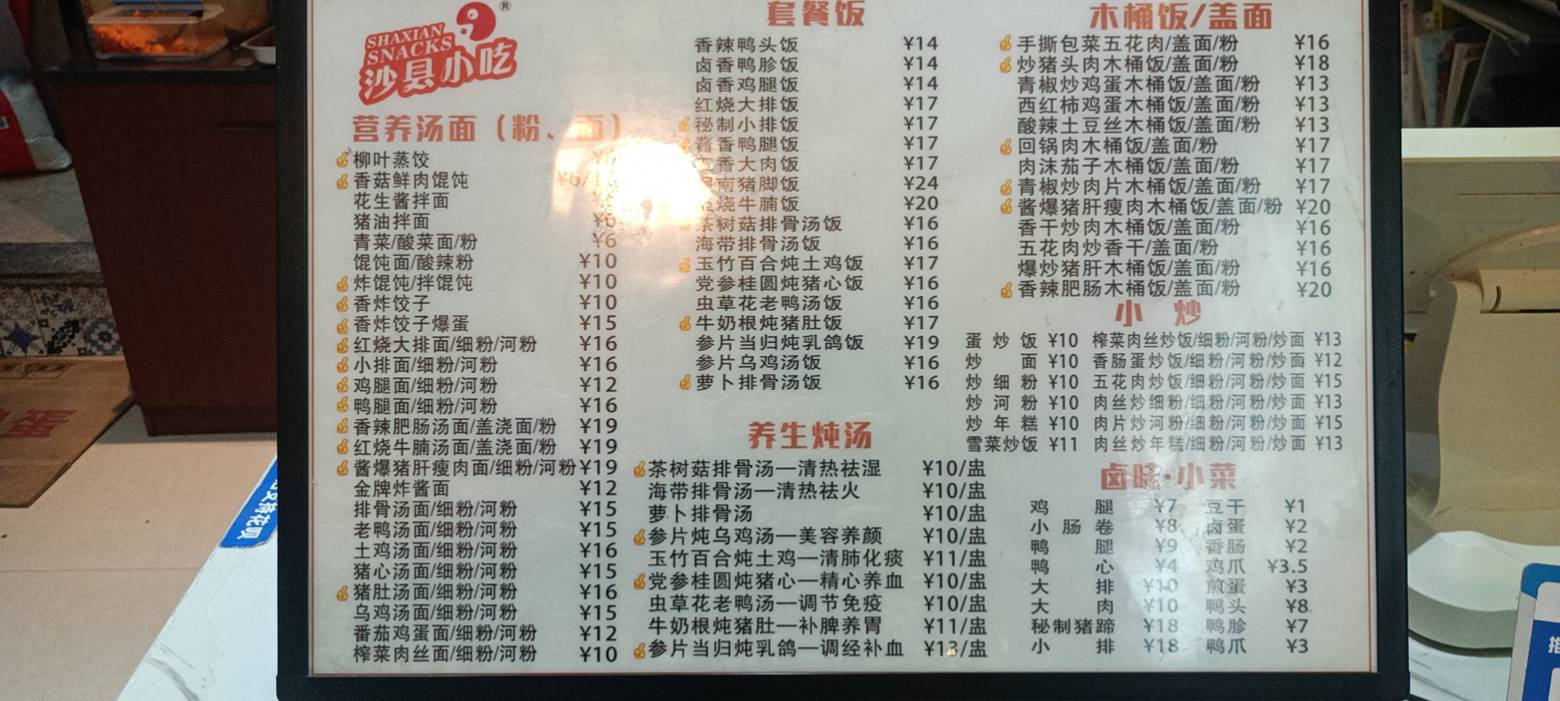 SHAXIAN
SNACKS
沙县小吃
®
营养汤面（粉、面）
柳叶蒸饺
香菇鲜肉馄饨 ¥6/
花生酱拌面
猪油拌面 ¥6
青菜/酸菜面/粉 ¥6
馄饨面/酸辣粉 ¥10
炸馄饨/拌馄饨 ¥10
香炸饺子 ¥10
香炸饺子爆蛋 ¥15
红烧大排面/细粉/河粉 ¥16
小排面/细粉/河粉 ¥16
鸡腿面/细粉/河粉 ¥12
鸭腿面/细粉/河粉 ¥16
香辣肥肠汤面/盖浇面/粉 ¥19
红烧牛腩汤面/盖浇面/粉 ¥19
酱爆猪肝瘦肉面/细粉/河粉 ¥19
金牌炸酱面 ¥12
排骨汤面/细粉/河粉 ¥15
老鸭汤面/细粉/河粉 ¥15
土鸡汤面/细粉/河粉 ¥16
猪心汤面/细粉/河粉 ¥15
猪肚汤面/细粉/河粉 ¥16
乌鸡汤面/细粉/河粉 ¥15
番茄鸡蛋面/细粉/河粉 ¥12
榨菜肉丝面/细粉/河粉 ¥10
套餐饭
香辣鸭头饭 ¥14
卤香鸭胗饭 ¥14
卤香鸡腿饭 ¥14
红烧大排饭 ¥17
秘制小排饭 ¥17
酱香鸭腿饭 ¥17
香大肉饭 ¥17
南猪脚饭 ¥24
烧牛腩饭 ¥20
茶树菇排骨汤饭 ¥16
海带排骨汤饭 ¥16
玉竹百合炖土鸡饭 ¥17
党参桂圆炖猪心饭 ¥16
虫草花老鸭汤饭 ¥16
牛奶根炖猪肚饭 ¥17
参片当归炖乳鸽饭 ¥19
参片乌鸡汤饭 ¥16
萝卜排骨汤饭 ¥16
养生炖汤
茶树菇排骨汤—清热祛湿 ¥10/盅
海带排骨汤—清热祛火 ¥10/盅
萝卜排骨汤 ¥10/盅
参片炖乌鸡汤—美容养颜 ¥10/盅
玉竹百合炖土鸡—清肺化痰 ¥11/盅
党参桂圆炖猪心—精心养血 ¥10/盅
虫草花老鸭汤—调节免疫 ¥10/盅
牛奶根炖猪肚—补脾养胃 ¥11/盅
参片当归炖乳鸽—调经补血 ¥13/盅
木桶饭/盖面
手撕包菜五花肉/盖面/粉 ¥16
炒猪头肉木桶饭/盖面/粉 ¥18
青椒炒鸡蛋木桶饭/盖面/粉 ¥13
西红柿鸡蛋木桶饭/盖面/粉 ¥13
酸辣土豆丝木桶饭/盖面/粉 ¥13
回锅肉木桶饭/盖面/粉 ¥17
肉沫茄子木桶饭/盖面/粉 ¥17
青椒炒肉片木桶饭/盖面/粉 ¥17
酱爆猪肝瘦肉木桶饭/盖面/粉 ¥20
香干炒肉木桶饭/盖面/粉 ¥16
五花肉炒香干/盖面/粉 ¥16
爆炒猪肝木桶饭/盖面/粉 ¥16
香辣肥肠木桶饭/盖面/粉 ¥20
小炒
蛋炒饭 ¥10 榨菜肉丝炒饭/细粉/河粉/炒面 ¥13
炒面 ¥10 香肠蛋炒饭/细粉/河粉/炒面 ¥12
炒细粉 ¥10 五花肉炒饭/细粉/河粉/炒面 ¥15
炒河粉 ¥10 肉丝炒细粉/细粉/河粉/炒面 ¥13
炒年糕 ¥10 肉片炒河粉/细粉/河粉/炒面 ¥15
雪菜炒饭 ¥11 肉丝炒年糕/细粉/河粉/炒面 ¥13
卤味·小菜
鸡腿 ¥7 豆干 ¥1
小肠卷 ¥8 卤蛋 ¥2
鸭腿 ¥9 香肠 ¥2
鸭心 ¥4 鸡爪 ¥3.5
大排 ¥10 煎蛋 ¥3
大肉 ¥10 鸭头 ¥8
秘制猪蹄 ¥18 鸭胗 ¥7
小排 ¥18 鸭爪 ¥3